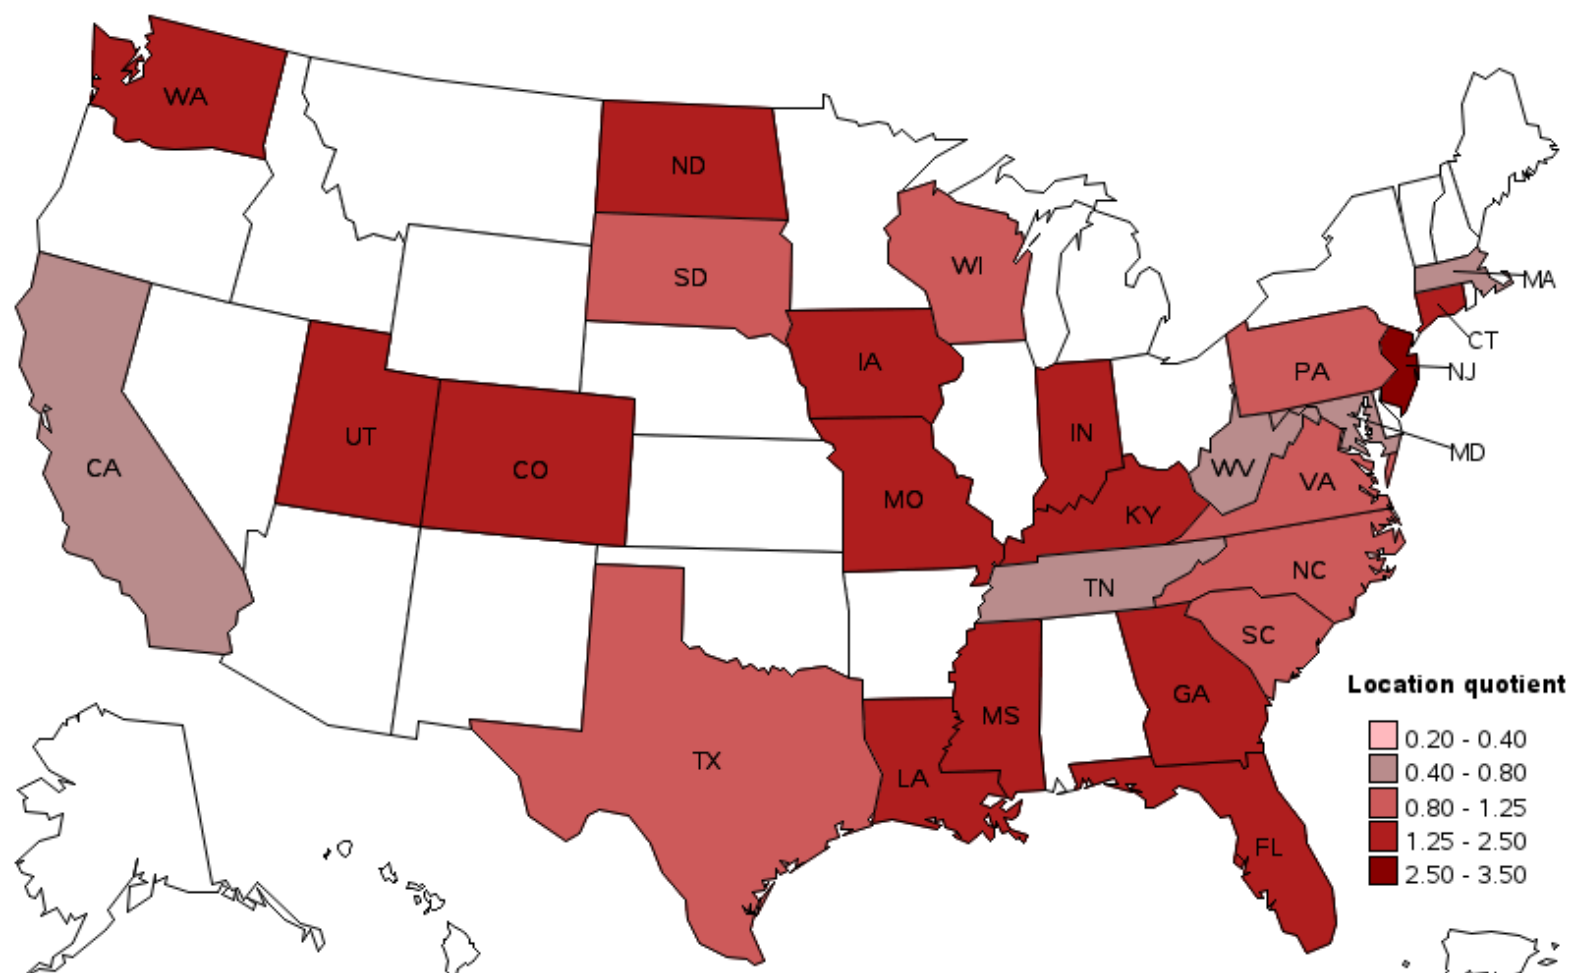 WA
ND
SD
WI
MA
CT
IA
PA
NJ
UT
CO
IN
MD
CA
WV
VA
MO
KY
NC
TN
SC
Location quotient
GA
MS
0.20 - 0.40
TX
LA
0.40 - 0.80
0.80 - 1.25
1.25 - 2.50
FL
2.50 - 3.50